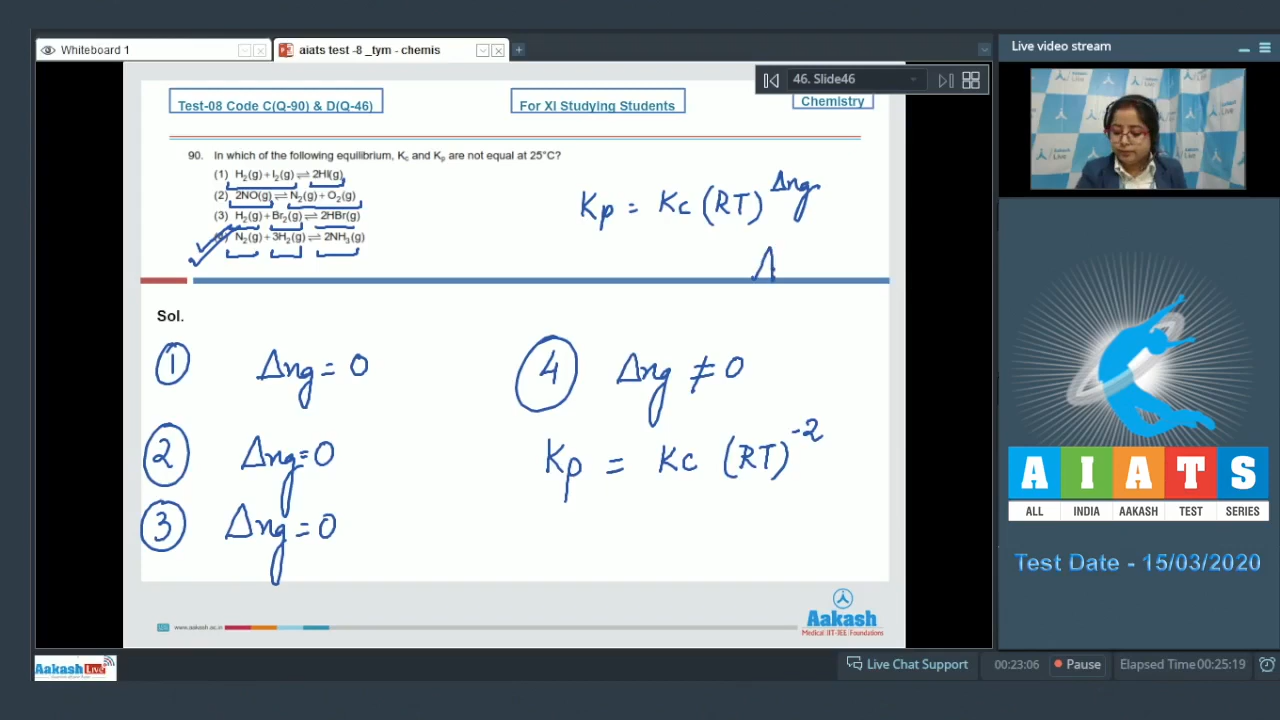 Whiteboard 1
aiats test -8 _tym - chemis
Live video stream
46. Slide46
Test-08 Code C(Q-90) & D(Q-46)
For XI Studying Students
Chemistry
90. In which of the following equilibrium, Kc and Kp are not equal at 25°C?
(1) H₂(g)+I₂(g)⇌2HI(g)
(2) 2NO(g)⇌N₂(g)+O₂(g)
(3) H₂(g)+Br₂(g)⇌2HBr(g)
(4) N₂(g)+3H₂(g)⇌2NH₃(g)
Kp = Kc (RT)^Δng
Δ
Sol.
1 Δng = 0
4 Δng ≠ 0
2 Δng = 0
Kp = Kc (RT)^-2
3 Δng = 0
www.aakash.ac.in
Aakash
Medical | IIT-JEE | Foundations
AIATS
ALL INDIA AAKASH TEST SERIES
Test Date - 15/03/2020
Aakash Live
Live Chat Support
00:23:06
Pause
Elapsed Time 00:25:19